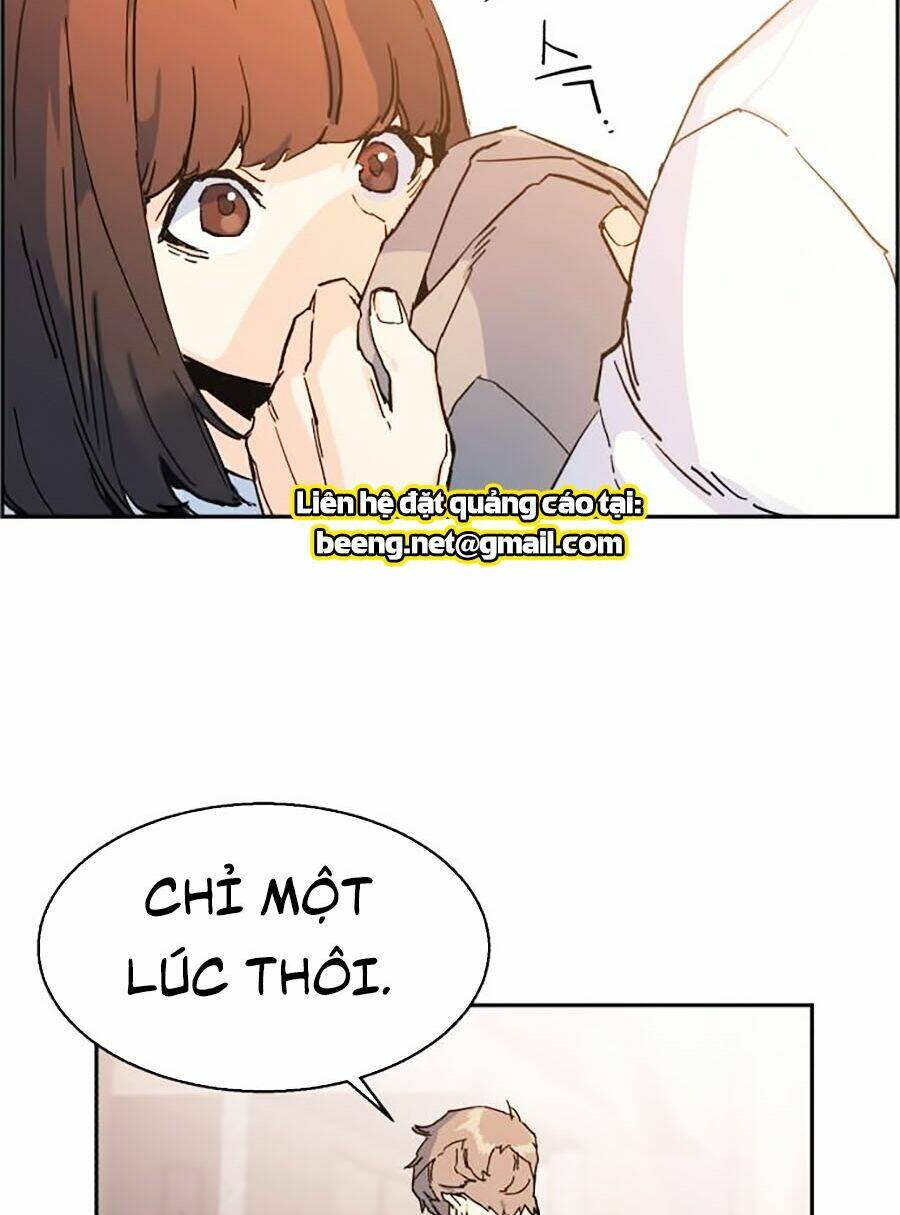 Liên hệ đặt quảng cáo tại:
beeng.net@gmail.com
CHỈ MỘT
LÚC THÔI.